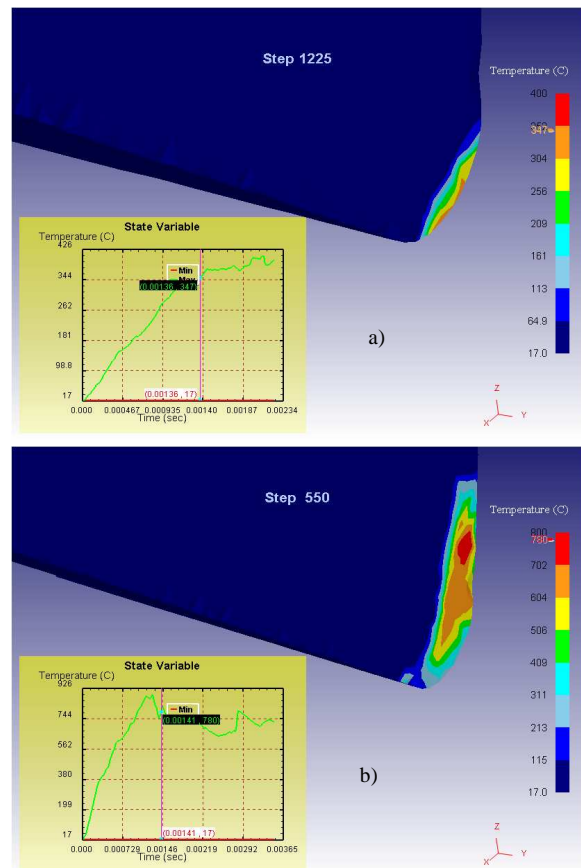 Step 1225
Temperature (C)
400
347
304
256
209
161
113
64.9
17.0
State Variable
Temperature (C)
426
344
262
181
98.8
17
Min
(0.00136 , 347)
(0.00136 , 17)
0.000 0.000467 0.000935 0.00140 0.00187 0.00234
Time (sec)
a)
Z
X Y
Step 550
Temperature (C)
800
780
702
604
506
409
311
213
115
17.0
State Variable
Temperature (C)
926
744
562
380
199
17
Min
(0.00141 , 780)
(0.00141 , 17)
0.000 0.000729 0.00146 0.00219 0.00292 0.00365
Time (sec)
b)
Z
X Y